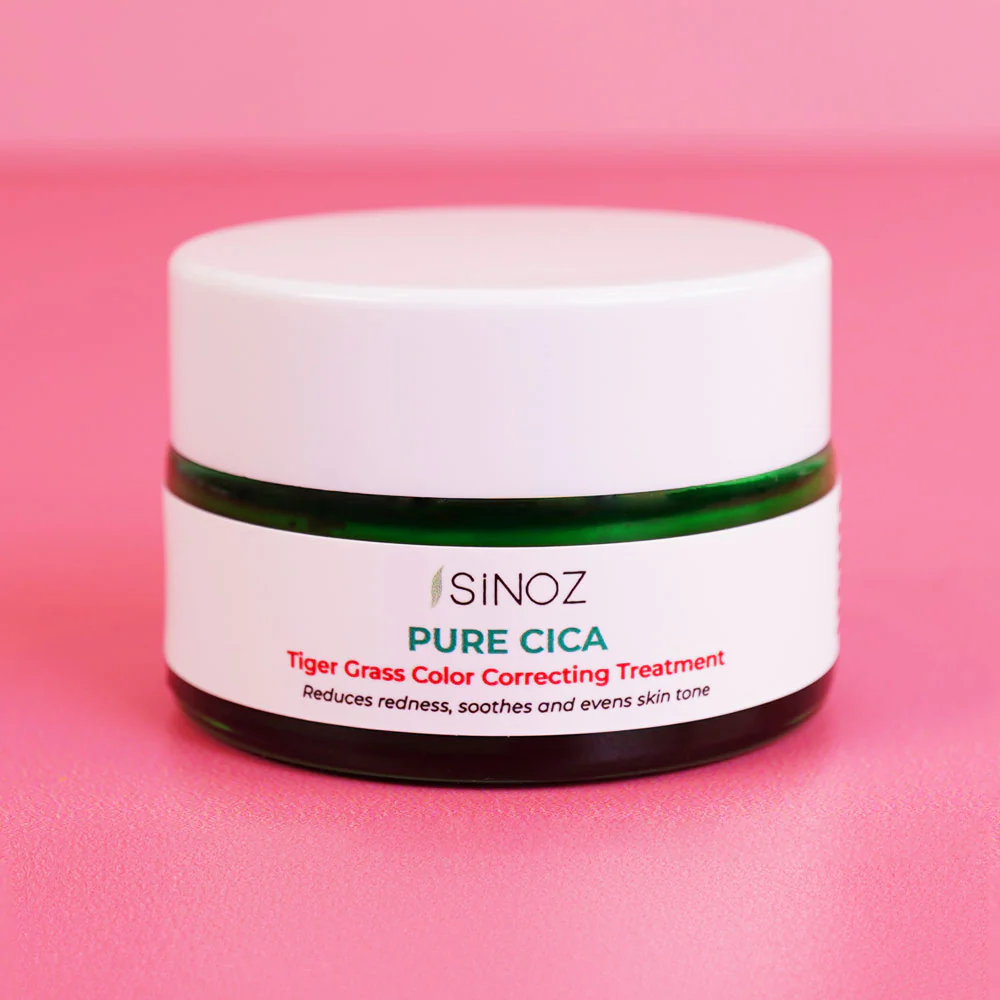 SiNOZ
PURE CICA
Tiger Grass Color Correcting Treatment
Reduces redness, soothes and evens skin tone